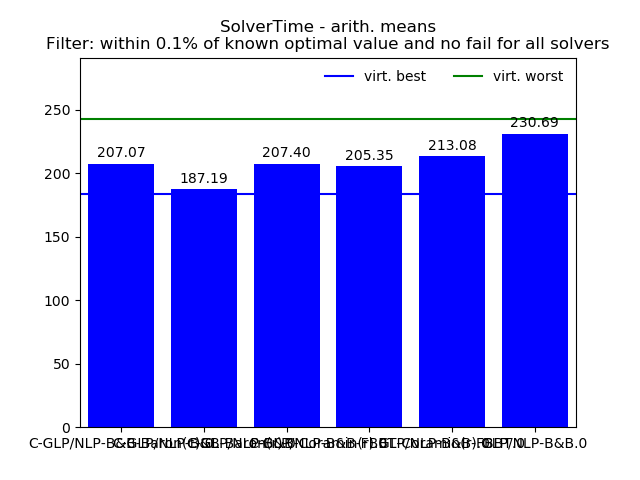 SolverTime - arith. means
Filter: within 0.1% of known optimal value and no fail for all solvers
virt. best
virt. worst
250
200
150
100
50
0
207.07
187.19
207.40
205.35
213.08
230.69
C-GLP/NLP-B&B